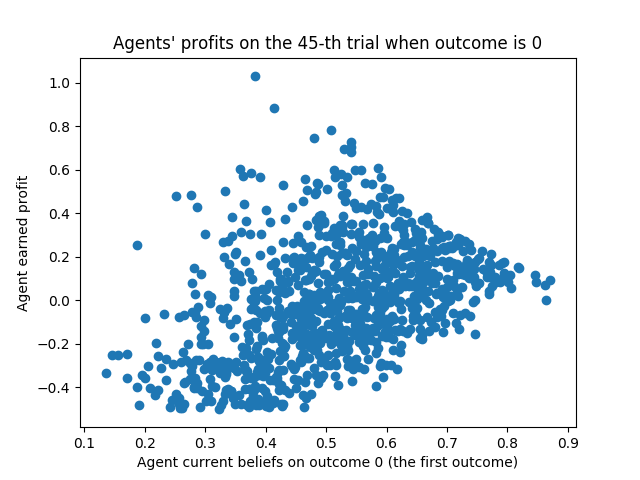 Agents' profits on the 45-th trial when outcome is 0
1.0
0.8
0.6
0.4
0.2
0.0
−0.2
−0.4
Agent earned profit
0.1 0.2 0.3 0.4 0.5 0.6 0.7 0.8 0.9
Agent current beliefs on outcome 0 (the first outcome)